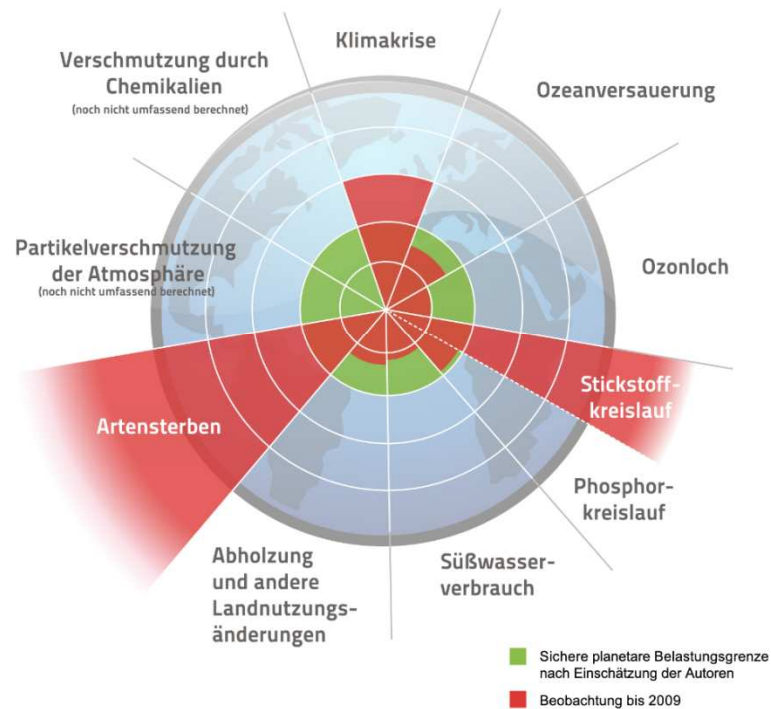 Klimakrise
Verschmutzung durch
Chemikalien
(noch nicht umfassend berechnet)
Ozeanversauerung
Partikelverschmutzung
der Atmosphäre
(noch nicht umfassend berechnet)
Ozonloch
Stickstoff-
kreislauf
Artensterben
Phosphor-
kreislauf
Abholzung
und andere
Landnutzungs-
änderungen
Süßwasser-
verbrauch
Sichere planetare Belastungsgrenze
nach Einschätzung der Autoren
Beobachtung bis 2009